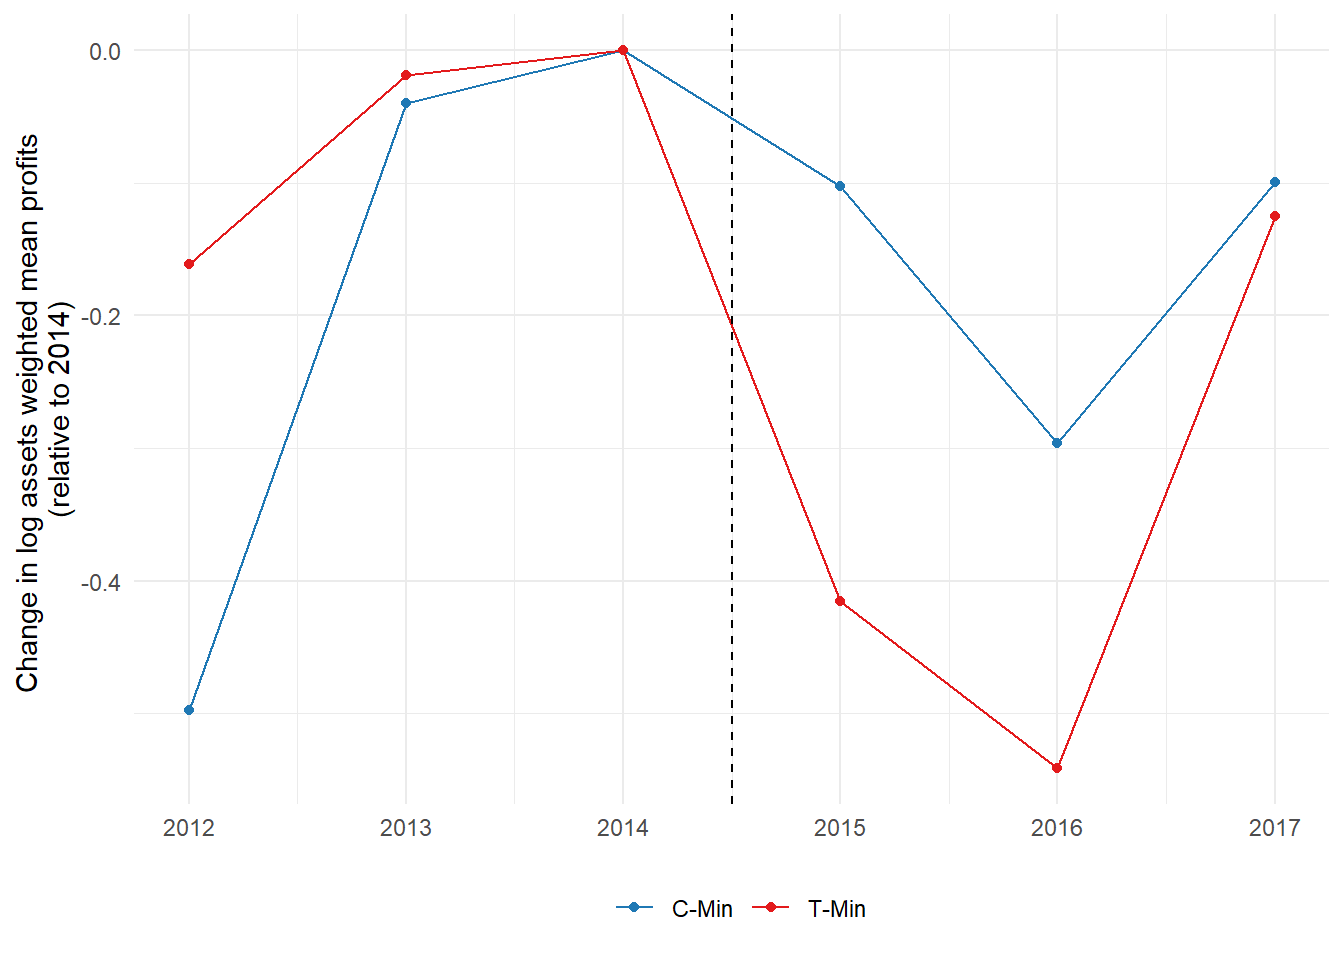 Change in log assets weighted mean profits
(relative to 2014)
0.0
-0.2
-0.4
2012 2013 2014 2015 2016 2017
C-Min T-Min